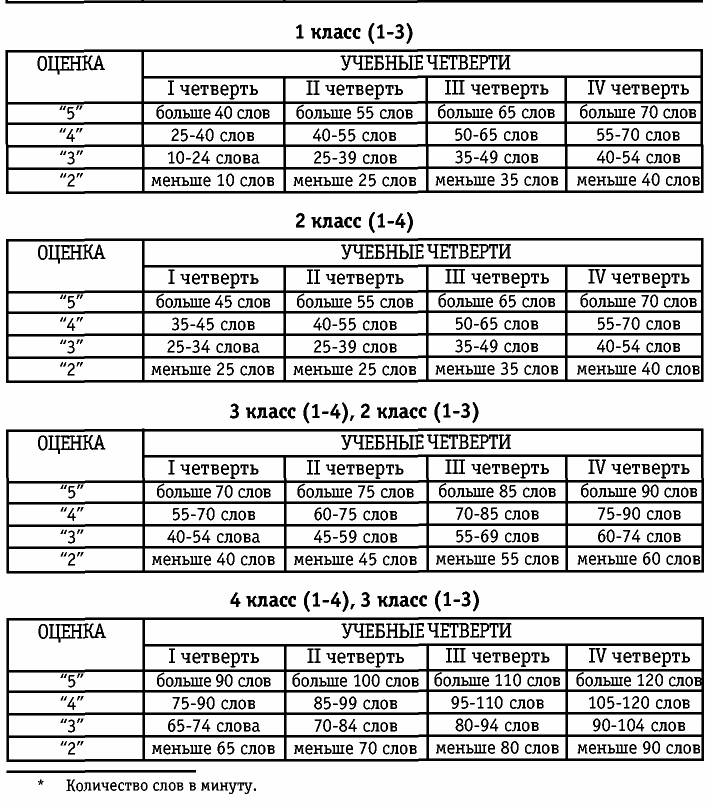 1 класс (1-3)
ОЦЕНКА УЧЕБНЫЕ ЧЕТВЕРТИ
I четверть II четверть III четверть IV четверть
“5” больше 40 слов больше 55 слов больше 65 слов больше 70 слов
“4” 25-40 слов 40-55 слов 50-65 слов 55-70 слов
“3” 10-24 слова 25-39 слов 35-49 слов 40-54 слов
“2” меньше 10 слов меньше 25 слов меньше 35 слов меньше 40 слов
2 класс (1-4)
ОЦЕНКА УЧЕБНЫЕ ЧЕТВЕРТИ
I четверть II четверть III четверть IV четверть
“5” больше 45 слов больше 55 слов больше 65 слов больше 70 слов
“4” 35-45 слов 40-55 слов 50-65 слов 55-70 слов
“3” 25-34 слова 25-39 слов 35-49 слов 40-54 слов
“2” меньше 25 слов меньше 25 слов меньше 35 слов меньше 40 слов
3 класс (1-4), 2 класс (1-3)
ОЦЕНКА УЧЕБНЫЕ ЧЕТВЕРТИ
I четверть II четверть III четверть IV четверть
“5” больше 70 слов больше 75 слов больше 85 слов больше 90 слов
“4” 55-70 слов 60-75 слов 70-85 слов 75-90 слов
“3” 40-54 слова 45-59 слов 55-69 слов 60-74 слов
“2” меньше 40 слов меньше 45 слов меньше 55 слов меньше 60 слов
4 класс (1-4), 3 класс (1-3)
ОЦЕНКА УЧЕБНЫЕ ЧЕТВЕРТИ
I четверть II четверть III четверть IV четверть
“5” больше 90 слов больше 100 слов больше 110 слов больше 120 слов
“4” 75-90 слов 85-99 слов 95-110 слов 105-120 слов
“3” 65-74 слова 70-84 слов 80-94 слов 90-104 слов
“2” меньше 65 слов меньше 70 слов меньше 80 слов меньше 90 слов
* Количество слов в минуту.